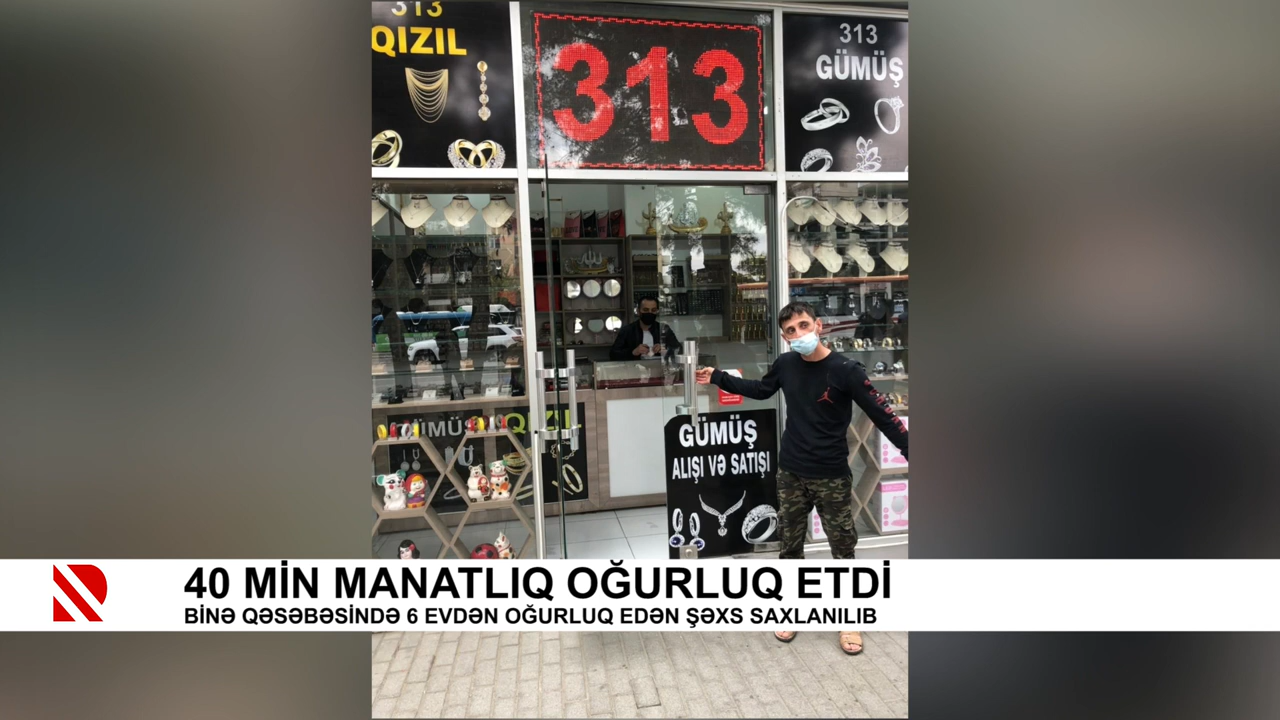 313
QIZIL
313
313
GÜMÜŞ
GÜMÜŞ
QIZIL
GÜMÜŞ
ALIŞI VƏ SATIŞI
40 MİN MANATLIQ OĞURLUQ ETDİ
BİNƏ QƏSƏBƏSİNDƏ 6 EVDƏN OĞURLUQ EDƏN ŞƏXS SAXLANILIB